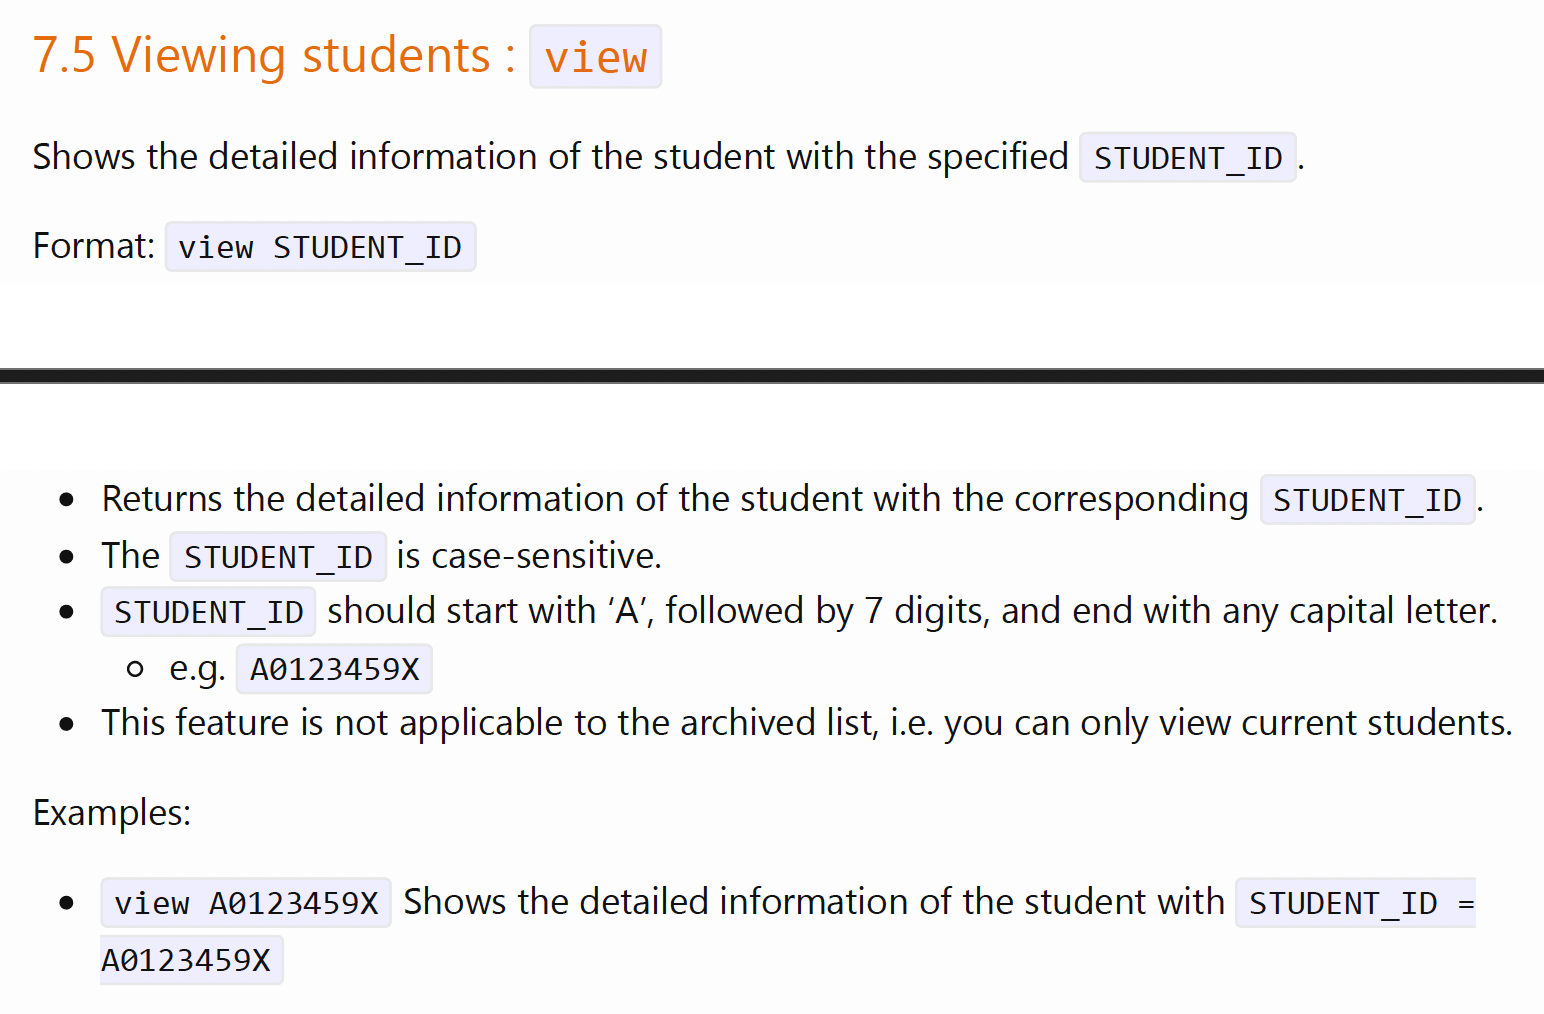 7.5 Viewing students : view
Shows the detailed information of the student with the specified STUDENT_ID.
Format: view STUDENT_ID
• Returns the detailed information of the student with the corresponding STUDENT_ID.
• The STUDENT_ID is case-sensitive.
• STUDENT_ID should start with ‘A’, followed by 7 digits, and end with any capital letter.
○ e.g. A0123459X
• This feature is not applicable to the archived list, i.e. you can only view current students.
Examples:
• view A0123459X Shows the detailed information of the student with STUDENT_ID =
A0123459X